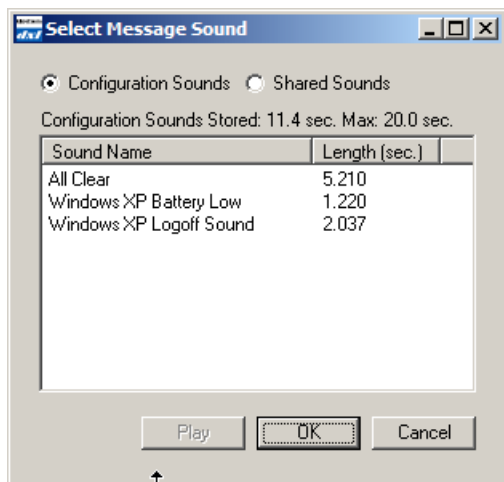 Select Message Sound
Configuration Sounds Shared Sounds
Configuration Sounds Stored: 11.4 sec. Max: 20.0 sec.
Sound Name Length (sec.)
All Clear 5.210
Windows XP Battery Low 1.220
Windows XP Logoff Sound 2.037
Play OK Cancel